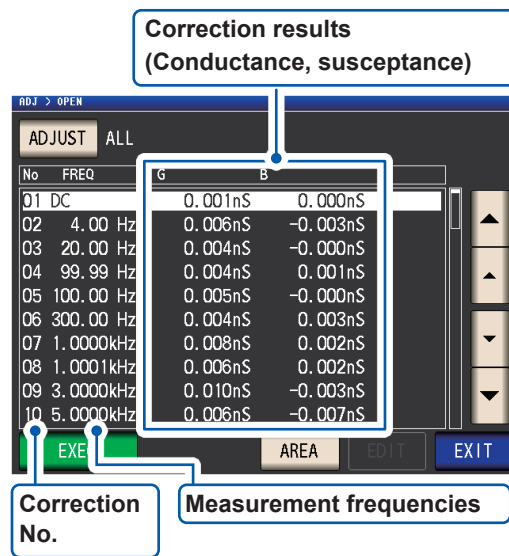 Correction results
(Conductance, susceptance)
ADJ > OPEN
ADJUST ALL
No FREQ G B
01 DC 0.001nS 0.000nS
02 4.00 Hz 0.006nS -0.003nS
03 20.00 Hz 0.004nS -0.000nS
04 99.99 Hz 0.004nS 0.001nS
05 100.00 Hz 0.005nS -0.000nS
06 300.00 Hz 0.004nS 0.003nS
07 1.0000kHz 0.008nS 0.002nS
08 1.0001kHz 0.006nS 0.002nS
09 3.0000kHz 0.010nS -0.003nS
10 5.0000kHz 0.006nS -0.007nS
AREA EDIT EXIT
Correction
No.
Measurement frequencies